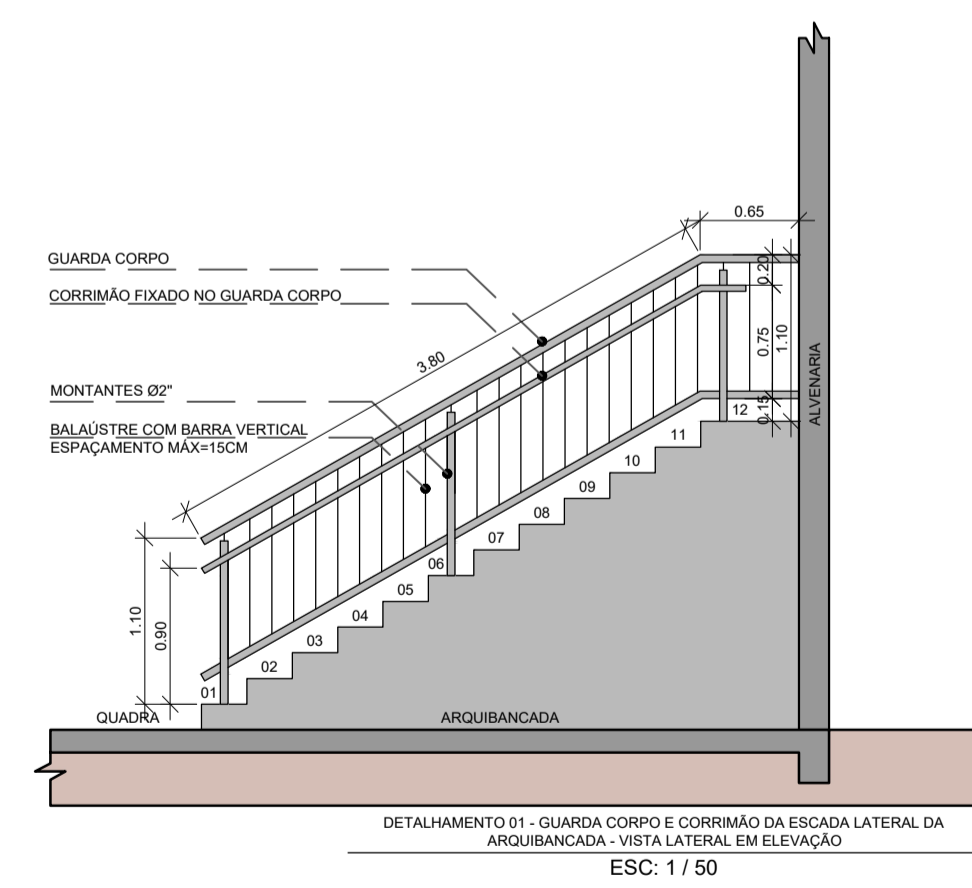 0.65
GUARDA CORPO
0.20
CORRIMÃO FIXADO NO GUARDA CORPO
3.80
0.75
1.10
ALVENARIA
MONTANTES Ø2"
BALAÚSTRE COM BARRA VERTICAL
ESPAÇAMENTO MÁX=15CM
0.15
12
11
10
09
08
07
06
05
04
03
02
01
1.10
0.90
QUADRA
ARQUIBANCADA
DETALHAMENTO 01 - GUARDA CORPO E CORRIMÃO DA ESCADA LATERAL DA
ARQUIBANCADA - VISTA LATERAL EM ELEVAÇÃO
ESC: 1 / 50